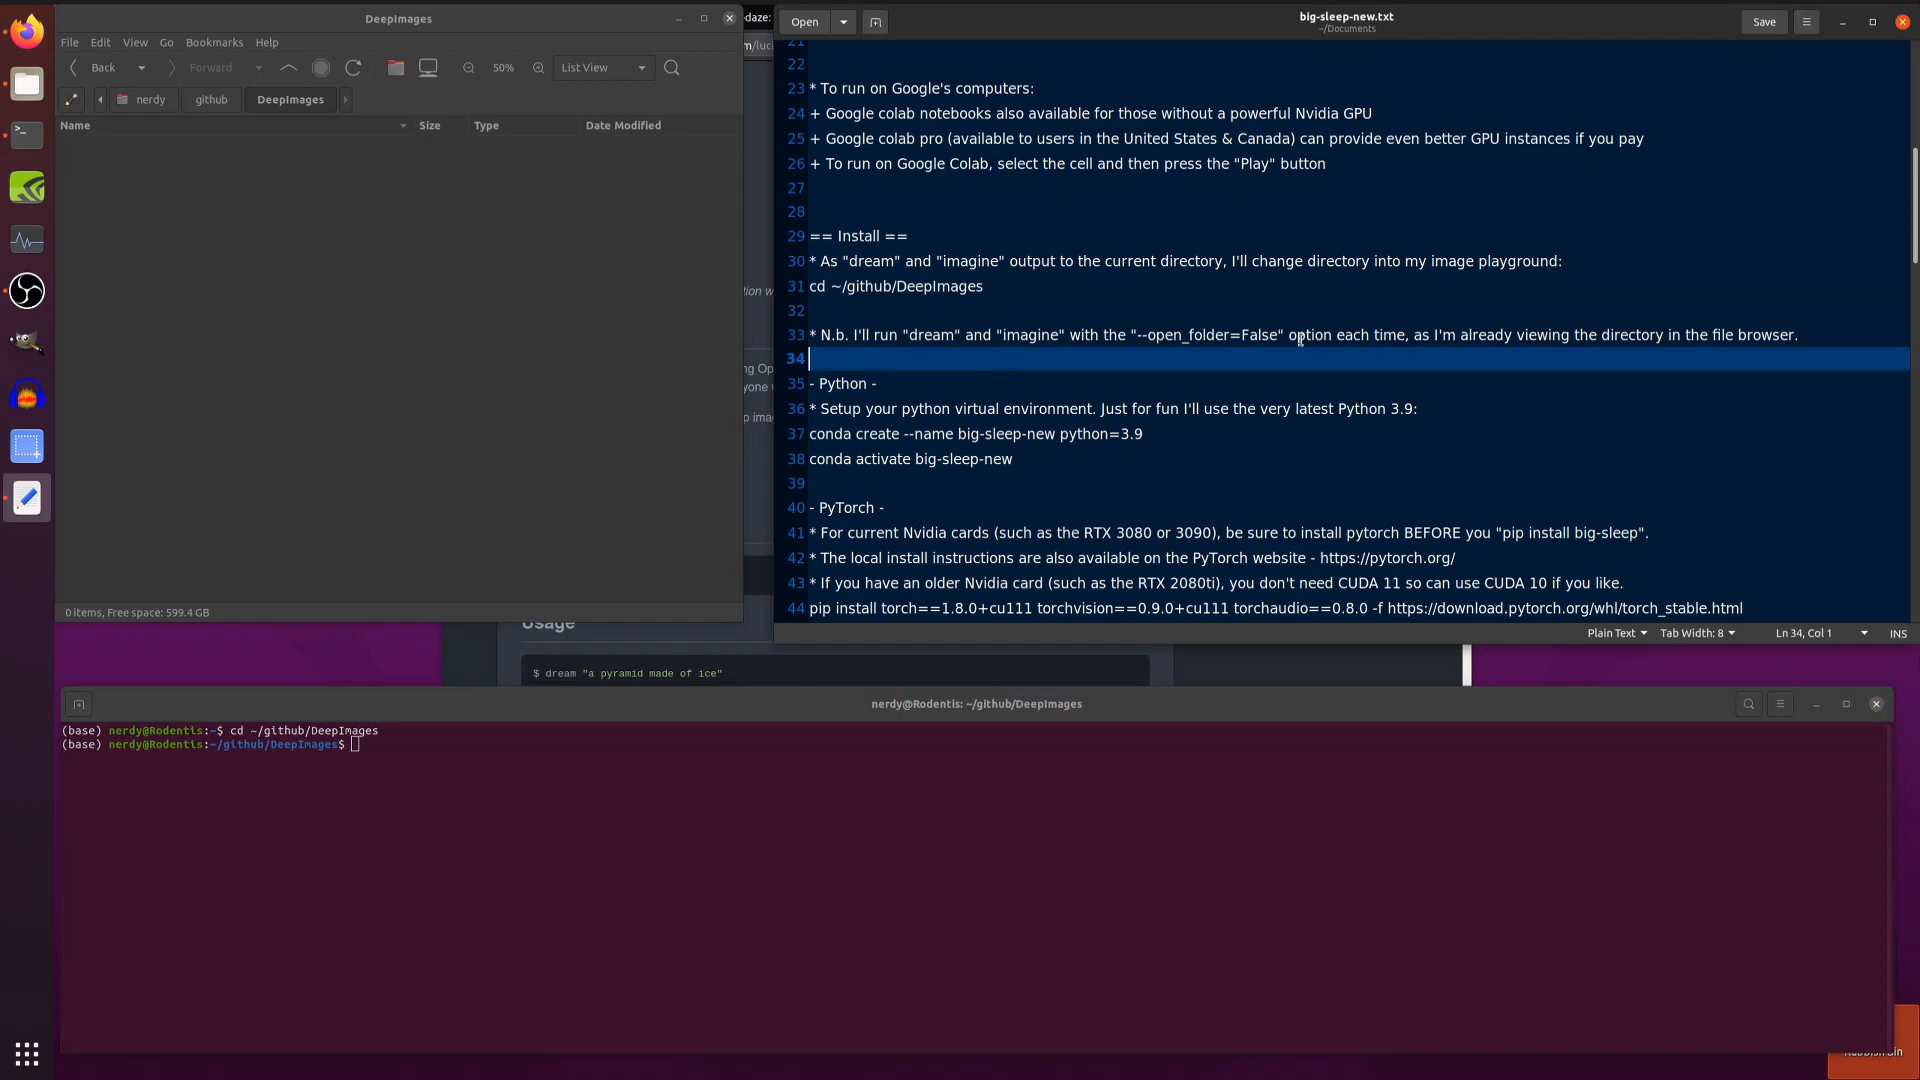 DeepImages
File Edit View Go Bookmarks Help
Back Forward 50% List View
nerdy github DeepImages
Name Size Type Date Modified
0 items, Free space: 599.4 GB
daze:
m/luci
Open big-sleep-new.txt Save
~/Documents
21
22
23 * To run on Google's computers:
24 + Google colab notebooks also available for those without a powerful Nvidia GPU
25 + Google colab pro (available to users in the United States & Canada) can provide even better GPU instances if you pay
26 + To run on Google Colab, select the cell and then press the "Play" button
27
28
29 == Install ==
30 * As "dream" and "imagine" output to the current directory, I'll change directory into my image playground:
31 cd ~/github/DeepImages
32
33 * N.b. I'll run "dream" and "imagine" with the "--open_folder=False" option each time, as I'm already viewing the directory in the file browser.
34
35 - Python -
36 * Setup your python virtual environment. Just for fun I'll use the very latest Python 3.9:
37 conda create --name big-sleep-new python=3.9
38 conda activate big-sleep-new
39
40 - PyTorch -
41 * For current Nvidia cards (such as the RTX 3080 or 3090), be sure to install pytorch BEFORE you "pip install big-sleep".
42 * The local install instructions are also available on the PyTorch website - https://pytorch.org/
43 * If you have an older Nvidia card (such as the RTX 2080ti), you don't need CUDA 11 so can use CUDA 10 if you like.
44 pip install torch==1.8.0+cu111 torchvision==0.9.0+cu111 torchaudio==0.8.0 -f https://download.pytorch.org/whl/torch_stable.html
Plain Text Tab Width: 8 Ln 34, Col 1 INS
Usage
$ dream "a pyramid made of ice"
nerdy@Rodentis: ~/github/DeepImages
(base) nerdy@Rodentis:~$ cd ~/github/DeepImages
(base) nerdy@Rodentis:~/github/DeepImages$